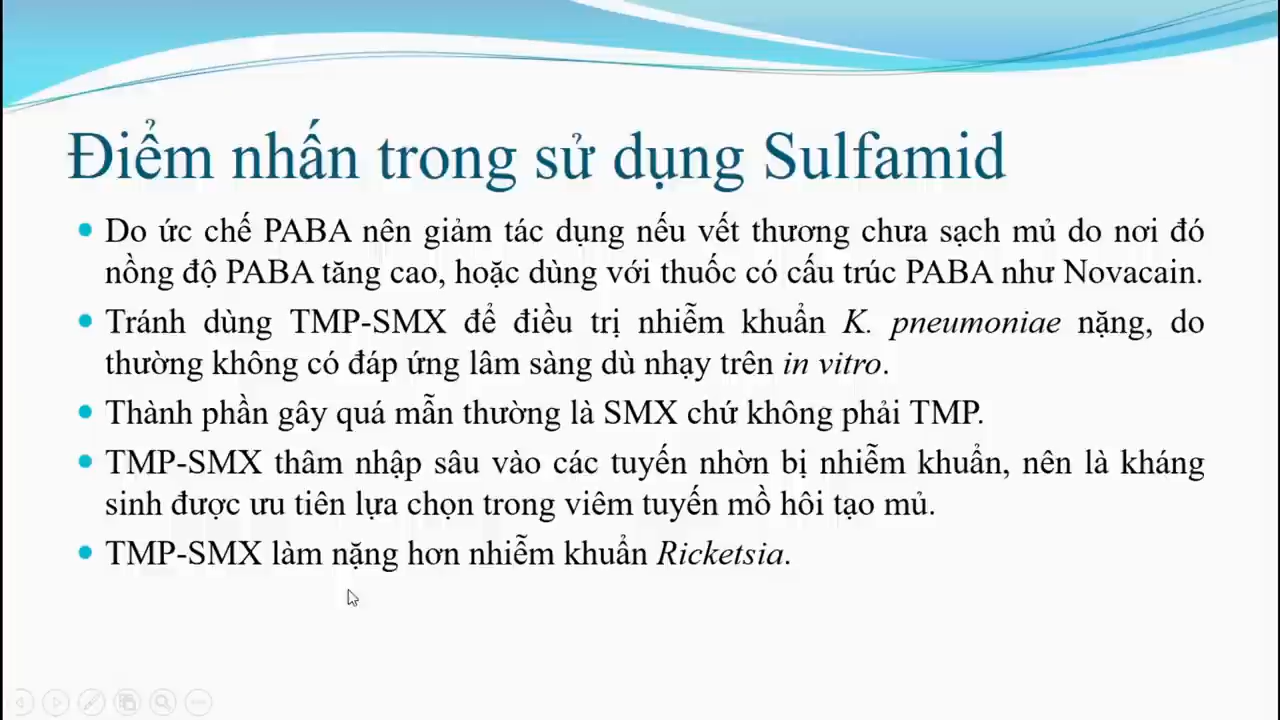 Điểm nhấn trong sử dụng Sulfamid
Do ức chế PABA nên giảm tác dụng nếu vết thương chưa sạch mủ do nơi đó
nồng độ PABA tăng cao, hoặc dùng với thuốc có cấu trúc PABA như Novacain.
Tránh dùng TMP-SMX để điều trị nhiễm khuẩn K. pneumoniae nặng, do
thường không có đáp ứng lâm sàng dù nhạy trên in vitro.
Thành phần gây quá mẫn thường là SMX chứ không phải TMP.
TMP-SMX thâm nhập sâu vào các tuyến nhờn bị nhiễm khuẩn, nên là kháng
sinh được ưu tiên lựa chọn trong viêm tuyến mồ hôi tạo mủ.
TMP-SMX làm nặng hơn nhiễm khuẩn Ricketsia.